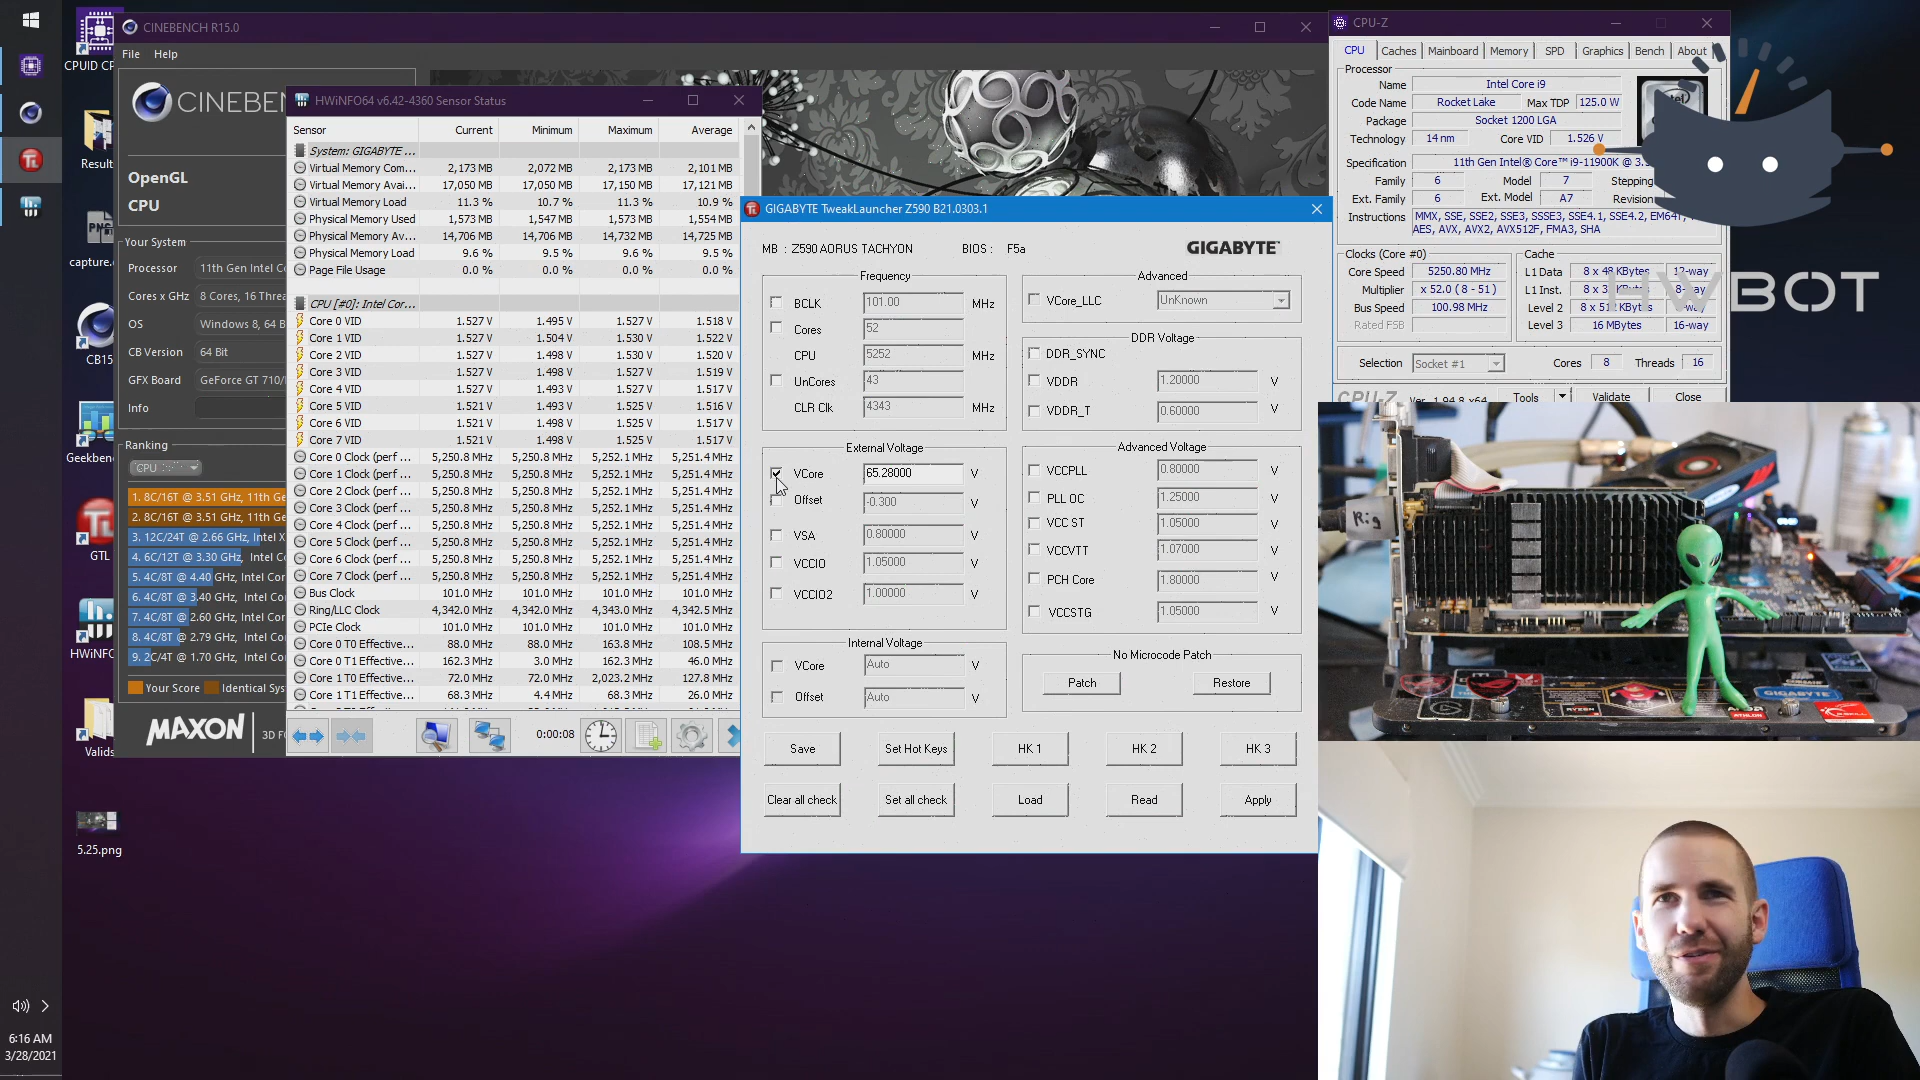 CINEBENCH R15.0
File Help
CINEBEN
OpenGL
CPU
Your System
Processor 11th Gen Intel Co
Cores x GHz 8 Cores, 16 Threa
OS Windows 8, 64 B
CB Version 64 Bit
GFX Board GeForce GT 710/
Info
Ranking
CPU
1. 8C/16T @ 3.51 GHz, 11th Ge
2. 8C/16T @ 3.51 GHz, 11th Ge
3. 12C/24T @ 2.66 GHz, Intel X
4. 6C/12T @ 3.30 GHz, Intel Co
5. 4C/8T @ 4.40 GHz, Intel Cor
6. 4C/8T @ 3.40 GHz, Intel Cor
7. 4C/8T @ 2.60 GHz, Intel Cor
8. 4C/8T @ 2.79 GHz, Intel Cor
9. 2C/4T @ 1.70 GHz, Intel Co
Your Score Identical Sys
MAXON 3D F
CPUID CP
Result
capture.
CB15
Geekben
GTL
HWiNFO
Valids
5.25.png
6:16 AM
3/28/2021
HWiNFO64 v6.42-4360 Sensor Status
Sensor Current Minimum Maximum Average
System: GIGABYTE ...
Virtual Memory Com... 2,173 MB 2,072 MB 2,173 MB 2,101 MB
Virtual Memory Avai... 17,050 MB 17,050 MB 17,150 MB 17,121 MB
Virtual Memory Load 11.3 % 10.7 % 11.3 % 10.9 %
Physical Memory Used 1,573 MB 1,547 MB 1,573 MB 1,554 MB
Physical Memory Av... 14,706 MB 14,706 MB 14,732 MB 14,725 MB
Physical Memory Load 9.6 % 9.5 % 9.6 % 9.5 %
Page File Usage 0.0 % 0.0 % 0.0 % 0.0 %
CPU [#0]: Intel Cor...
Core 0 VID 1.527 V 1.495 V 1.527 V 1.518 V
Core 1 VID 1.527 V 1.504 V 1.530 V 1.522 V
Core 2 VID 1.527 V 1.498 V 1.530 V 1.520 V
Core 3 VID 1.527 V 1.498 V 1.527 V 1.519 V
Core 4 VID 1.527 V 1.493 V 1.527 V 1.517 V
Core 5 VID 1.521 V 1.493 V 1.525 V 1.516 V
Core 6 VID 1.521 V 1.498 V 1.525 V 1.517 V
Core 7 VID 1.521 V 1.498 V 1.525 V 1.517 V
Core 0 Clock (perf ... 5,250.8 MHz 5,250.8 MHz 5,252.1 MHz 5,251.4 MHz
Core 1 Clock (perf ... 5,250.8 MHz 5,250.8 MHz 5,252.1 MHz 5,251.4 MHz
Core 2 Clock (perf ... 5,250.8 MHz 5,250.8 MHz 5,252.1 MHz 5,251.4 MHz
Core 3 Clock (perf ... 5,250.8 MHz 5,250.8 MHz 5,252.1 MHz 5,251.4 MHz
Core 4 Clock (perf ... 5,250.8 MHz 5,250.8 MHz 5,252.1 MHz 5,251.4 MHz
Core 5 Clock (perf ... 5,250.8 MHz 5,250.8 MHz 5,252.1 MHz 5,251.4 MHz
Core 6 Clock (perf ... 5,250.8 MHz 5,250.8 MHz 5,252.1 MHz 5,251.4 MHz
Core 7 Clock (perf ... 5,250.8 MHz 5,250.8 MHz 5,252.1 MHz 5,251.4 MHz
Bus Clock 101.0 MHz 101.0 MHz 101.0 MHz 101.0 MHz
Ring/LLC Clock 4,342.0 MHz 4,342.0 MHz 4,343.0 MHz 4,342.5 MHz
PCIe Clock 101.0 MHz 101.0 MHz 101.0 MHz 101.0 MHz
Core 0 T0 Effective... 88.0 MHz 88.0 MHz 163.8 MHz 108.5 MHz
Core 0 T1 Effective... 162.3 MHz 3.0 MHz 162.3 MHz 46.0 MHz
Core 1 T0 Effective... 72.0 MHz 72.0 MHz 2,023.2 MHz 127.8 MHz
Core 1 T1 Effective... 68.3 MHz 4.4 MHz 68.3 MHz 26.0 MHz
0:00:08
GIGABYTE TweakLauncher Z590 B21.0303.1
MB : Z590 AORUS TACHYON BIOS : F5a GIGABYTE
Frequency
BCLK 101.00 MHz
Cores 52
CPU 5252 MHz
UnCores 43
CLR Clk 4343 MHz
External Voltage
VCore 65.28000 V
Offset -0.300 V
VSA 0.80000 V
VCCIO 1.05000 V
VCCIO2 1.00000 V
Internal Voltage
VCore Auto V
Offset Auto V
Advanced
VCore_LLC UnKnown
DDR Voltage
DDR_SYNC
VDDR 1.20000 V
VDDR_T 0.60000 V
Advanced Voltage
VCCPLL 0.80000 V
PLL OC 1.25000 V
VCC ST 1.05000 V
VCCVTT 1.07000 V
PCH Core 1.80000 V
VCCSTG 1.05000 V
No Microcode Patch
Patch Restore
Save Set Hot Keys HK 1 HK 2 HK 3
Clear all check Set all check Load Read Apply
CPU-Z
CPU Caches Mainboard Memory SPD Graphics Bench About
Processor
Name Intel Core i9
Code Name Rocket Lake Max TDP 125.0 W
Package Socket 1200 LGA
Technology 14 nm Core VID 1.526 V
Specification 11th Gen Intel® Core™ i9-11900K @ 3.
Family 6 Model 7 Stepping
Ext. Family 6 Ext. Model A7 Revision
Instructions MMX, SSE, SSE2, SSE3, SSSE3, SSE4.1, SSE4.2, EM64T,
AES, AVX, AVX2, AVX512F, FMA3, SHA
Clocks (Core #0)
Core Speed 5250.80 MHz
Multiplier x 52.0 ( 8 - 51 )
Bus Speed 100.98 MHz
Rated FSB
Cache
L1 Data 8 x 48 KBytes 12-way
L1 Inst. 8 x 32 KBytes 8-way
Level 2 8 x 512 KBytes 8-way
Level 3 16 MBytes 16-way
Selection Socket #1 Cores 8 Threads 16
CPU-Z Ver. 1.94.8.x64 Tools Validate Close
HWBOT
Rig
GIGABYTE